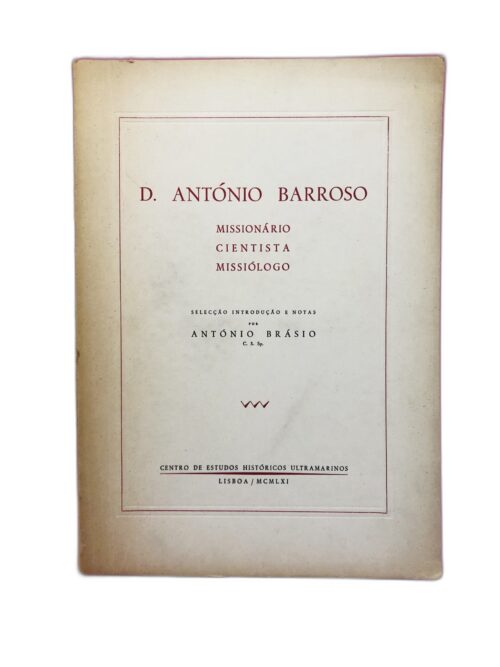 D. ANTÓNIO BARROSO
MISSIONÁRIO
CIENTISTA
MISSIÓLOGO
SELECÇÃO INTRODUÇÃO E NOTAS
POR
ANTÓNIO BRÁSIO
C. S. Sp.
CENTRO DE ESTUDOS HISTÓRICOS ULTRAMARINOS
LISBOA / MCMLXI